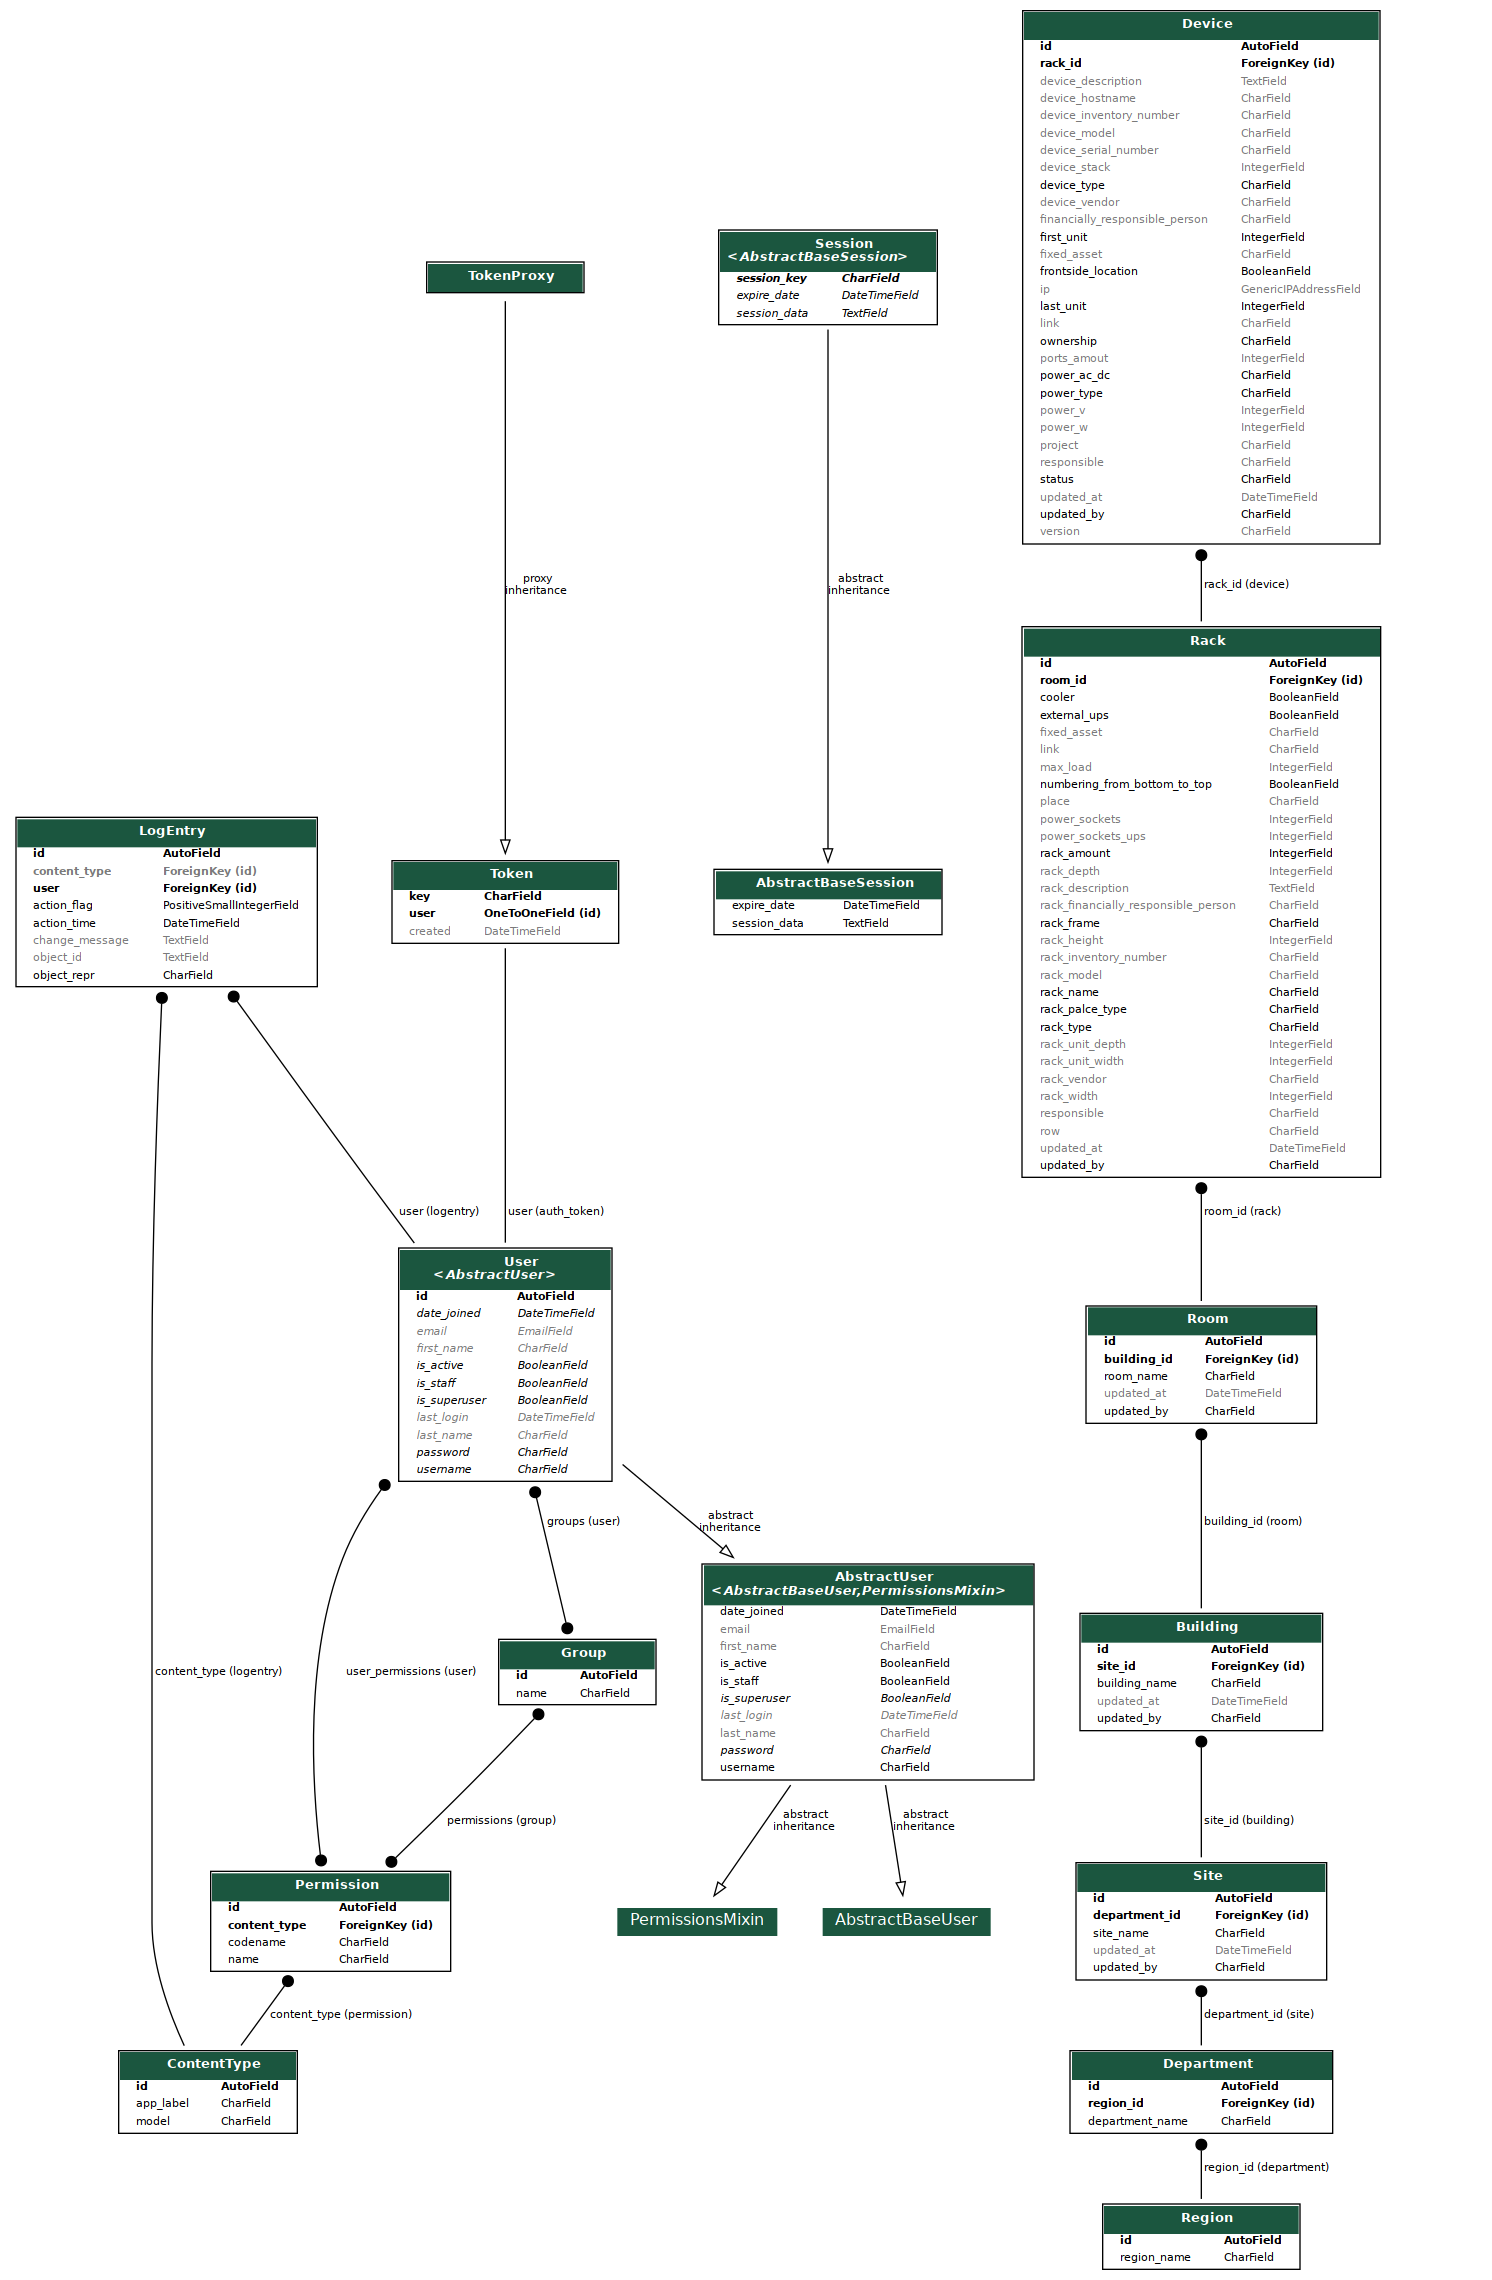 Device
id AutoField
rack_id ForeignKey (id)
device_description TextField
device_hostname CharField
device_inventory_number CharField
device_model CharField
device_serial_number CharField
device_stack IntegerField
device_type CharField
device_vendor CharField
financially_responsible_person CharField
first_unit IntegerField
fixed_asset CharField
frontside_location BooleanField
ip GenericIPAddressField
last_unit IntegerField
link CharField
ownership CharField
ports_amout IntegerField
power_ac_dc CharField
power_type CharField
power_v IntegerField
power_w IntegerField
project CharField
responsible CharField
status CharField
updated_at DateTimeField
updated_by CharField
version CharField
Session
<AbstractBaseSession>
session_key CharField
expire_date DateTimeField
session_data TextField
TokenProxy
proxy
inheritance
abstract
inheritance
rack_id (device)
Rack
id AutoField
room_id ForeignKey (id)
cooler BooleanField
external_ups BooleanField
fixed_asset CharField
link CharField
max_load IntegerField
numbering_from_bottom_to_top BooleanField
place CharField
power_sockets IntegerField
power_sockets_ups IntegerField
rack_amount IntegerField
rack_depth IntegerField
rack_description TextField
rack_financially_responsible_person CharField
rack_frame CharField
rack_height IntegerField
rack_inventory_number CharField
rack_model CharField
rack_name CharField
rack_palce_type CharField
rack_type CharField
rack_unit_depth IntegerField
rack_unit_width IntegerField
rack_vendor CharField
rack_width IntegerField
responsible CharField
row CharField
updated_at DateTimeField
updated_by CharField
LogEntry
id AutoField
content_type ForeignKey (id)
user ForeignKey (id)
action_flag PositiveSmallIntegerField
action_time DateTimeField
change_message TextField
object_id TextField
object_repr CharField
Token
key CharField
user OneToOneField (id)
created DateTimeField
AbstractBaseSession
expire_date DateTimeField
session_data TextField
user (logentry)
user (auth_token)
room_id (rack)
User
<AbstractUser>
id AutoField
date_joined DateTimeField
email EmailField
first_name CharField
is_active BooleanField
is_staff BooleanField
is_superuser BooleanField
last_login DateTimeField
last_name CharField
password CharField
username CharField
Room
id AutoField
building_id ForeignKey (id)
room_name CharField
updated_at DateTimeField
updated_by CharField
groups (user)
abstract
inheritance
building_id (room)
AbstractUser
<AbstractBaseUser,PermissionsMixin>
date_joined DateTimeField
email EmailField
first_name CharField
is_active BooleanField
is_staff BooleanField
is_superuser BooleanField
last_login DateTimeField
last_name CharField
password CharField
username CharField
content_type (logentry)
user_permissions (user)
Group
id AutoField
name CharField
Building
id AutoField
site_id ForeignKey (id)
building_name CharField
updated_at DateTimeField
updated_by CharField
permissions (group)
abstract
inheritance
abstract
inheritance
site_id (building)
Permission
id AutoField
content_type ForeignKey (id)
codename CharField
name CharField
PermissionsMixin
AbstractBaseUser
Site
id AutoField
department_id ForeignKey (id)
site_name CharField
updated_at DateTimeField
updated_by CharField
content_type (permission)
department_id (site)
ContentType
id AutoField
app_label CharField
model CharField
Department
id AutoField
region_id ForeignKey (id)
department_name CharField
region_id (department)
Region
id AutoField
region_name CharField